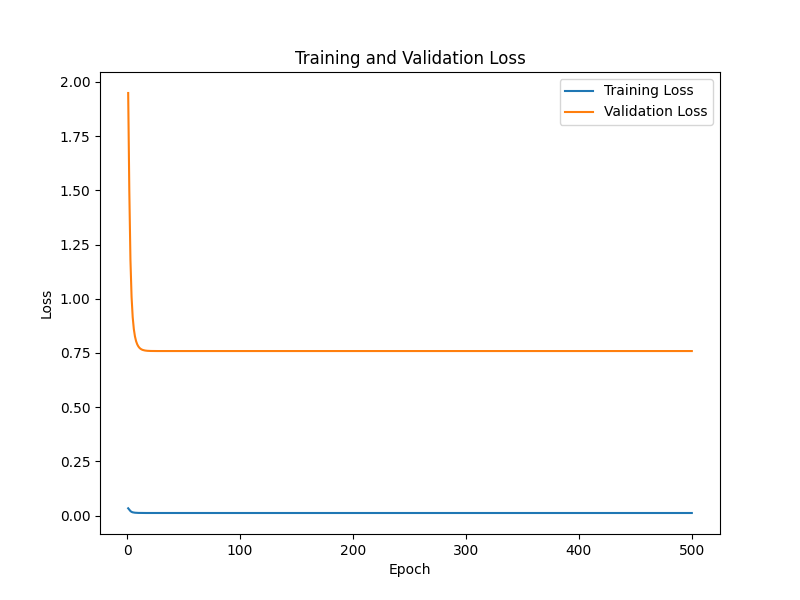 Training and Validation Loss
Training Loss
Validation Loss
2.00
1.75
1.50
1.25
1.00
0.75
0.50
0.25
0.00
Loss
0 100 200 300 400 500
Epoch